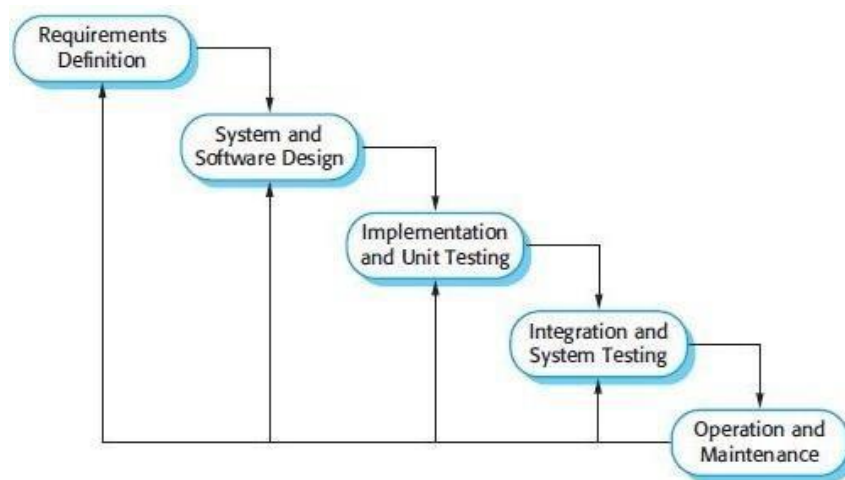 Requirements
Definition
System and
Software Design
Implementation
and Unit Testing
Integration and
System Testing
Operation and
Maintenance